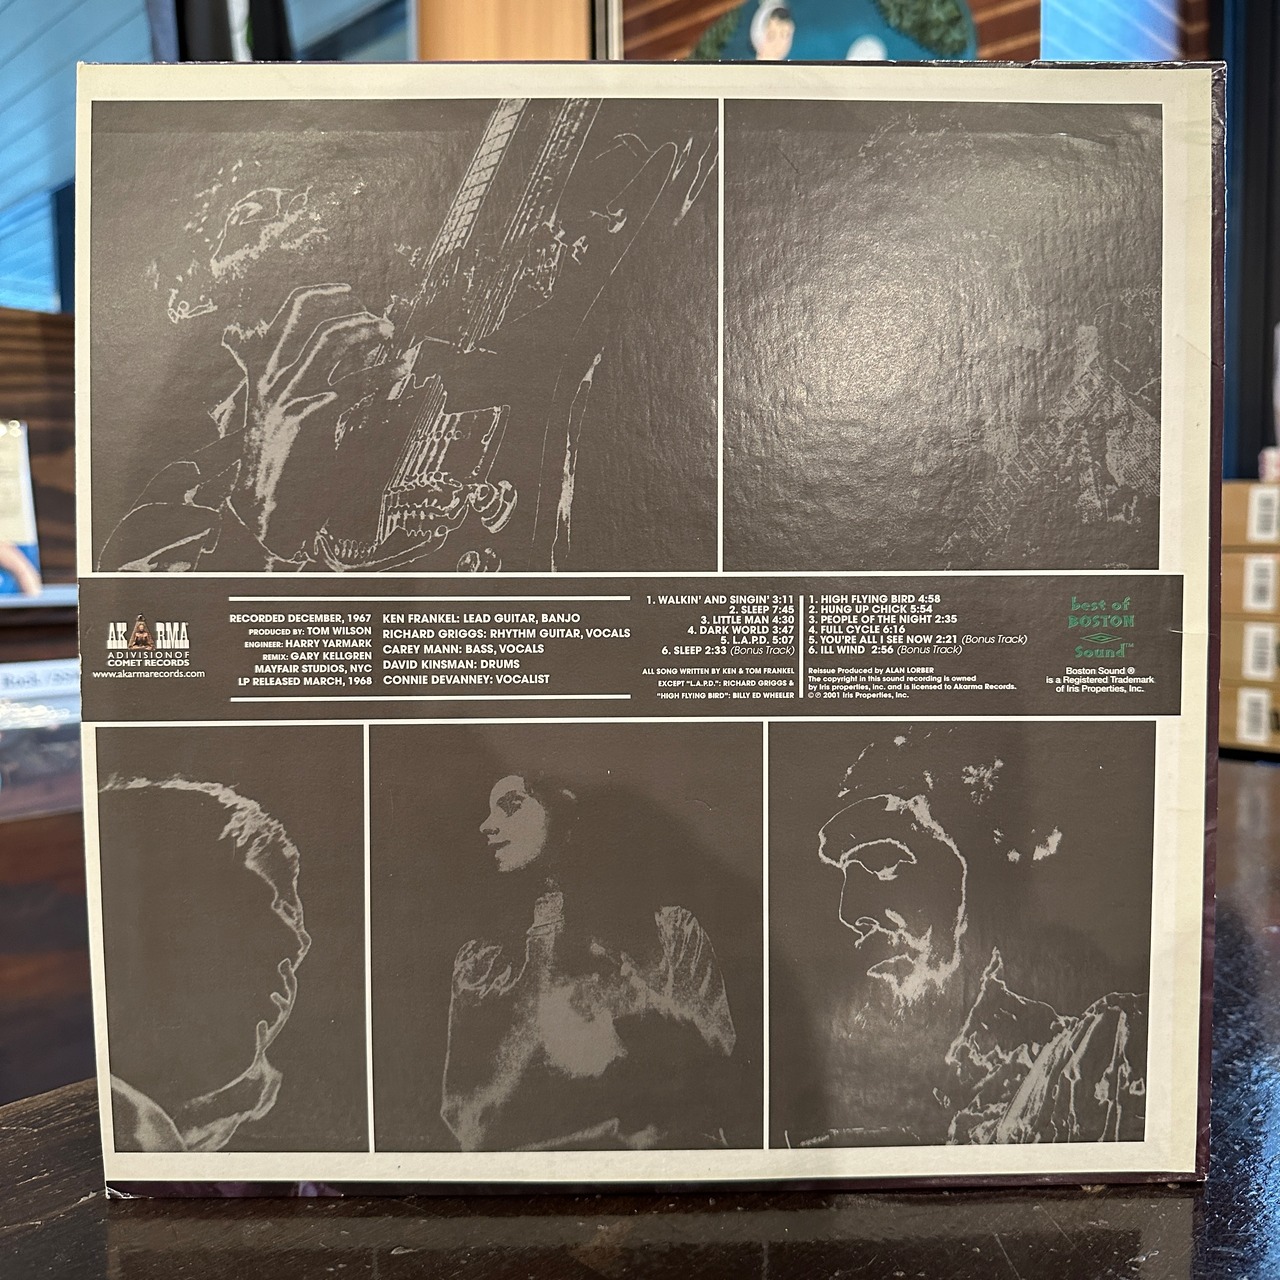 AKARMA
A DIVISION OF
COMET RECORDS
www.akarmarecords.com
RECORDED DECEMBER, 1967
PRODUCED BY: TOM WILSON
ENGINEER: HARRY YARMARK
REMIX: GARY KELLGREN
MAYFAIR STUDIOS, NYC
LP RELEASED MARCH, 1968
KEN FRANKEL: LEAD GUITAR, BANJO
RICHARD GRIGGS: RHYTHM GUITAR, VOCALS
CAREY MANN: BASS, VOCALS
DAVID KINSMAN: DRUMS
CONNIE DEVANNEY: VOCALIST
1. WALKIN' AND SINGIN' 3:11
2. SLEEP 7:45
3. LITTLE MAN 4:30
4. DARK WORLD 3:47
5. L.A.P.D. 5:07
6. SLEEP 2:33 (Bonus Track)
ALL SONG WRITTEN BY KEN & TOM FRANKEL
EXCEPT "L.A.P.D.": RICHARD GRIGGS &
"HIGH FLYING BIRD": BILLY ED WHEELER
1. HIGH FLYING BIRD 4:58
2. HUNG UP CHICK 5:54
3. PEOPLE OF THE NIGHT 2:35
4. FULL CYCLE 6:16
5. YOU'RE ALL I SEE NOW 2:21 (Bonus Track)
6. ILL WIND 2:56 (Bonus Track)
Reissue Produced by ALAN LORBER
The copyright in this sound recording is owned
by Iris properties, Inc. and is licensed to Akarma Records.
© ℗ 2001 Iris Properties, Inc.
best of
BOSTON
Sound™
Boston Sound ®
is a Registered Trademark
of Iris Properties, Inc.